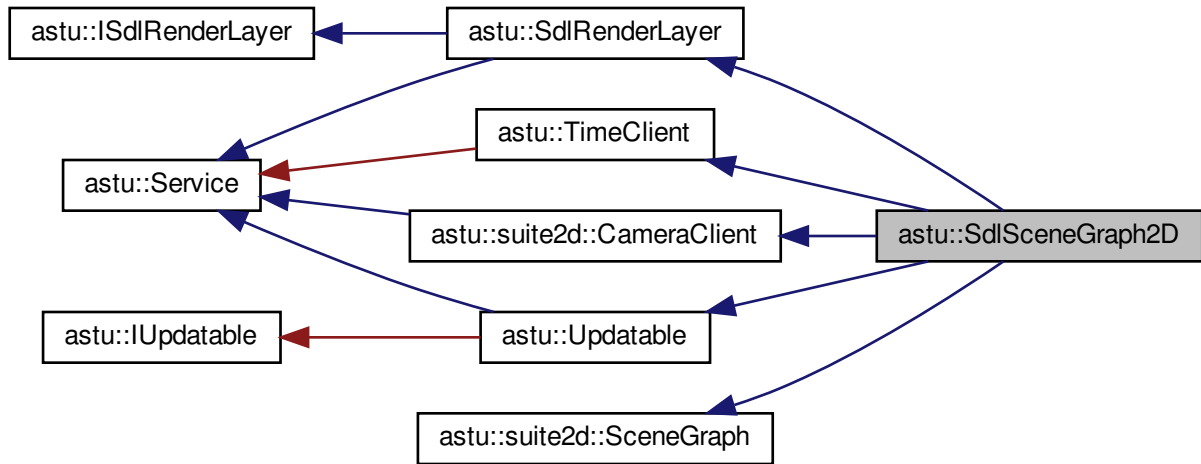 astu::ISdlRenderLayer
astu::SdlRenderLayer
astu::TimeClient
astu::Service
astu::suite2d::CameraClient
astu::SdlSceneGraph2D
astu::IUpdatable
astu::Updatable
astu::suite2d::SceneGraph